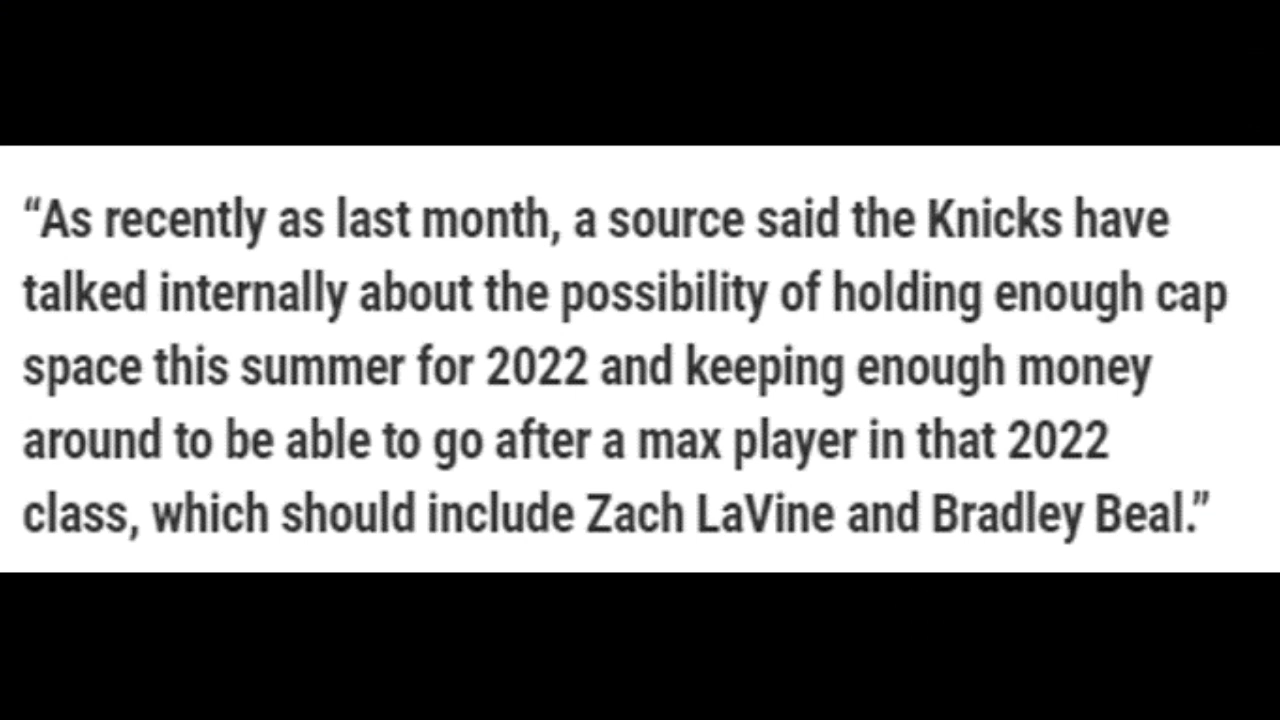 “As recently as last month, a source said the Knicks have
talked internally about the possibility of holding enough cap
space this summer for 2022 and keeping enough money
around to be able to go after a max player in that 2022
class, which should include Zach LaVine and Bradley Beal.”